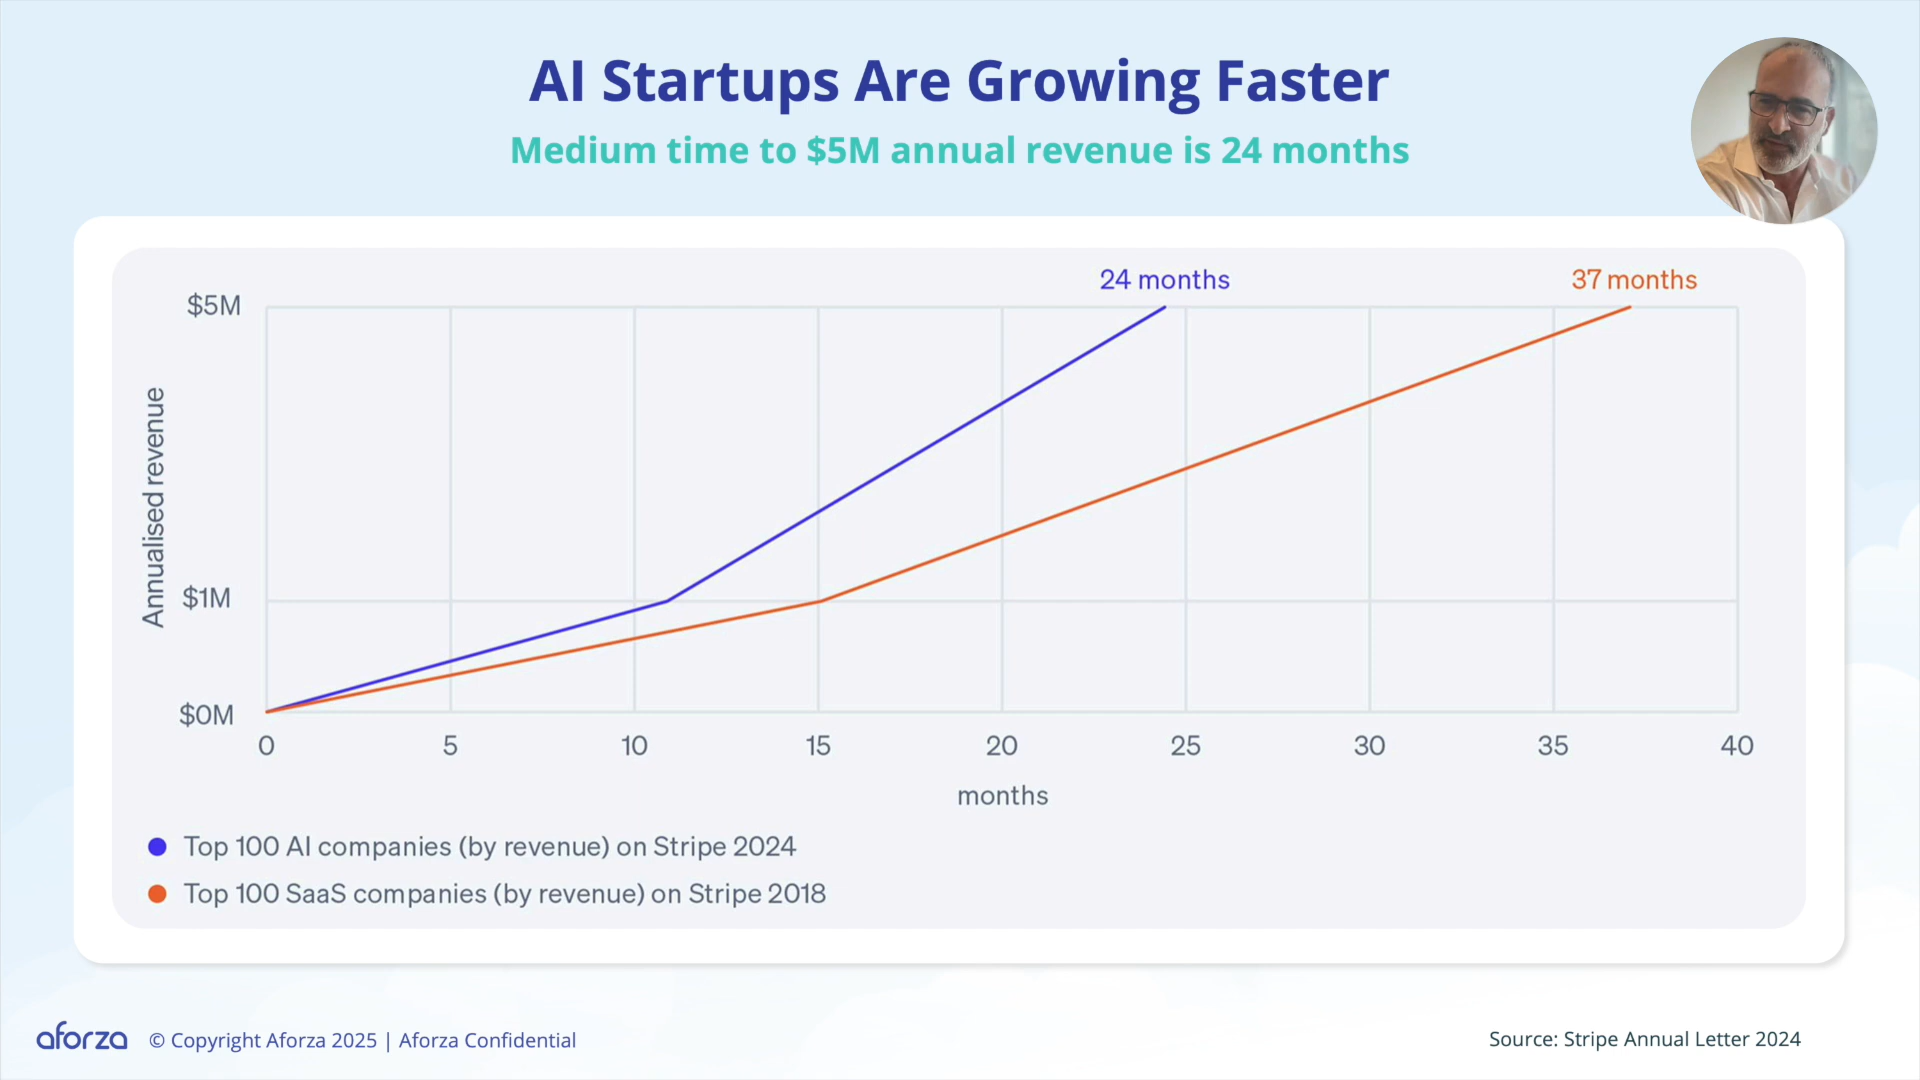 AI Startups Are Growing Faster
Medium time to $5M annual revenue is 24 months
24 months
37 months
$5M
Annualised revenue
$1M
$0M
0 5 10 15 20 25 30 35 40
months
Top 100 AI companies (by revenue) on Stripe 2024
Top 100 SaaS companies (by revenue) on Stripe 2018
aforza © Copyright Aforza 2025 | Aforza Confidential
Source: Stripe Annual Letter 2024